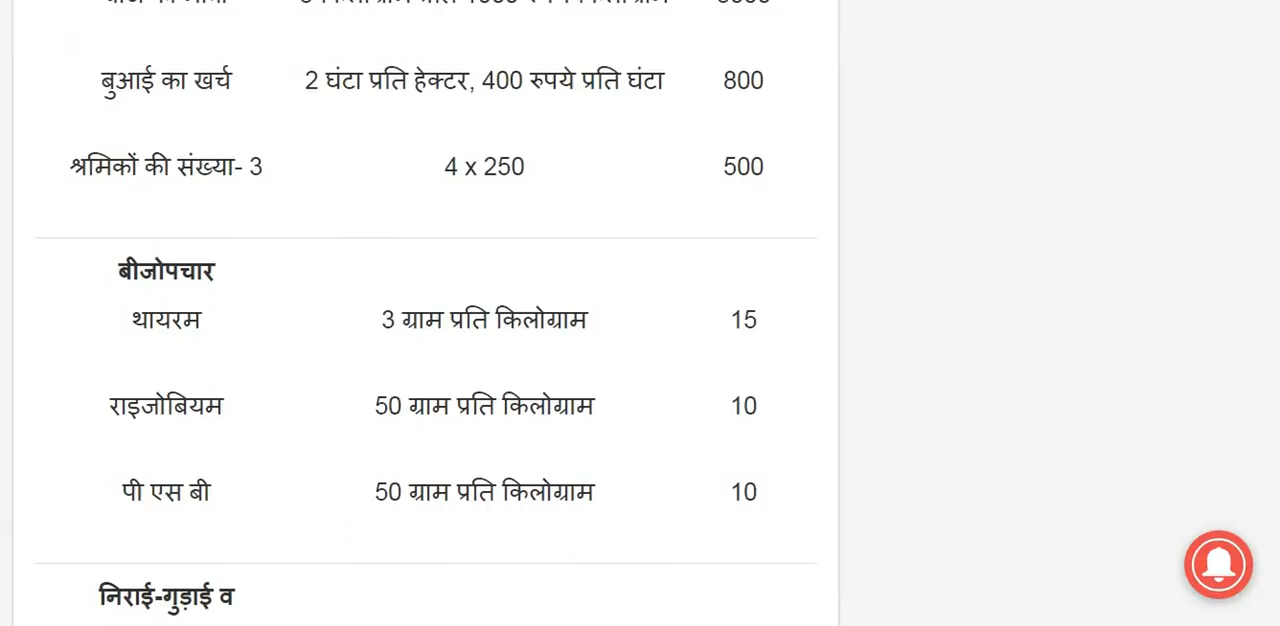 बुआई का खर्च 2 घंटा प्रति हेक्टर, 400 रुपये प्रति घंटा 800
श्रमिकों की संख्या- 3 4 x 250 500
बीजोपचार
थायरम 3 ग्राम प्रति किलोग्राम 15
राइजोबियम 50 ग्राम प्रति किलोग्राम 10
पी एस बी 50 ग्राम प्रति किलोग्राम 10
निराई-गुड़ाई व